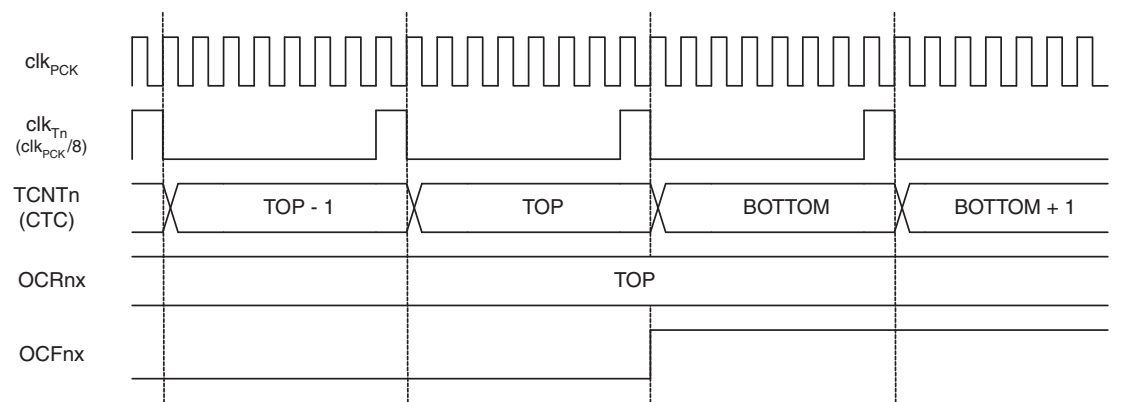 clkPCK
clkTn
(clkPCK/8)
TCNTn
(CTC)
TOP - 1
TOP
BOTTOM
BOTTOM + 1
OCRnx
TOP
OCFnx